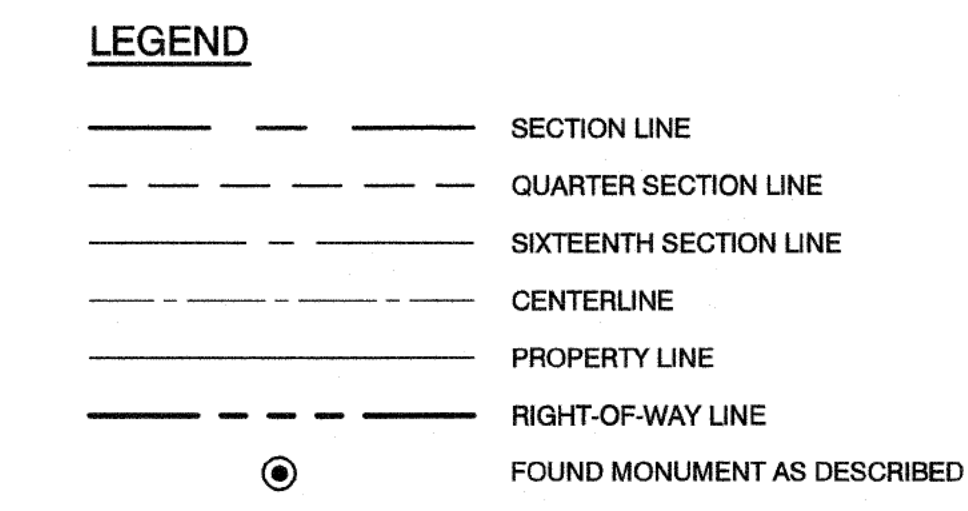 LEGEND
SECTION LINE
QUARTER SECTION LINE
SIXTEENTH SECTION LINE
CENTERLINE
PROPERTY LINE
RIGHT-OF-WAY LINE
FOUND MONUMENT AS DESCRIBED